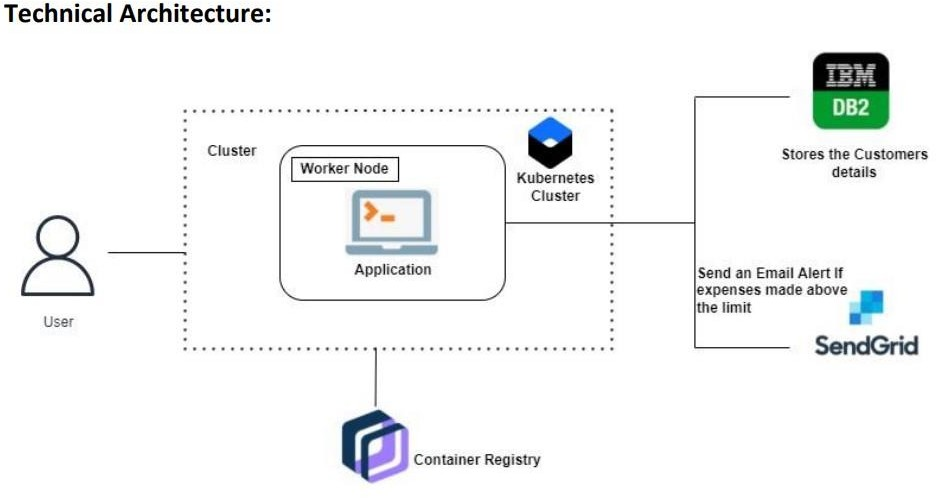 Technical Architecture:
IBM
DB2
Stores the Customers
details
Cluster
Kubernetes
Cluster
Worker Node
Application
User
Send an Email Alert If
expenses made above
the limit
SendGrid
Container Registry